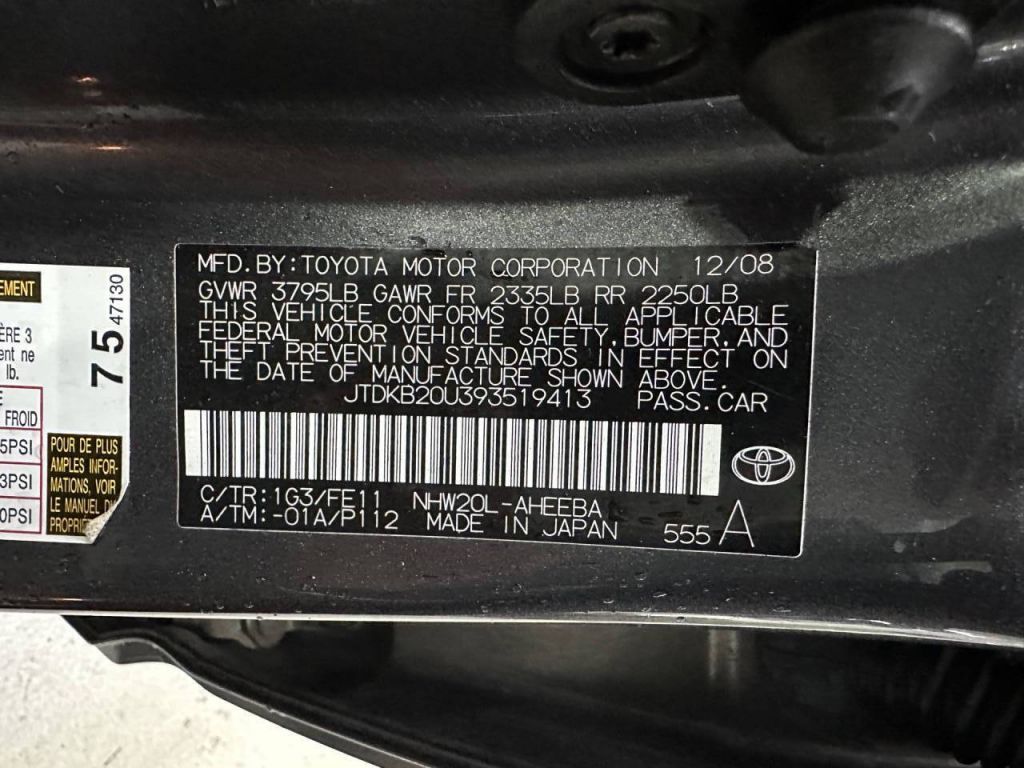 MFD.BY:TOYOTA MOTOR CORPORATION 12/08
GVWR 3795LB GAWR FR 2335LB RR 2250LB
THIS VEHICLE CONFORMS TO ALL APPLICABLE
FEDERAL MOTOR VEHICLE SAFETY,BUMPER,AND
THEFT PREVENTION STANDARDS IN EFFECT ON
THE DATE OF MANUFACTURE SHOWN ABOVE.
JTDKB20U393519413 PASS.CAR
C/TR:1G3/FE11 NHW20L-AHEEBA
A/TM:-01A/P112 MADE IN JAPAN 555 A
EMENT
ÈRE 3
ent ne
lb.
75 47130
FROID
5PSI
3PSI
0PSI
POUR DE PLUS
AMPLES INFOR-
MATIONS, VOIR
LE MANUEL DU